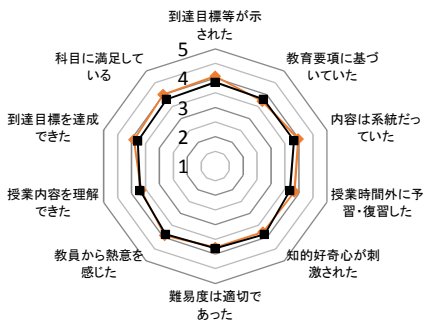 到達目標等が示
された
教育要項に基づ
いていた
内容は系統だっ
ていた
授業時間外に予
習・復習した
知的好奇心が刺
激された
難易度は適切で
あった
教員から熱意を
感じた
授業内容を理解
できた
到達目標を達成
できた
科目に満足して
いる
5
4
3
2
1